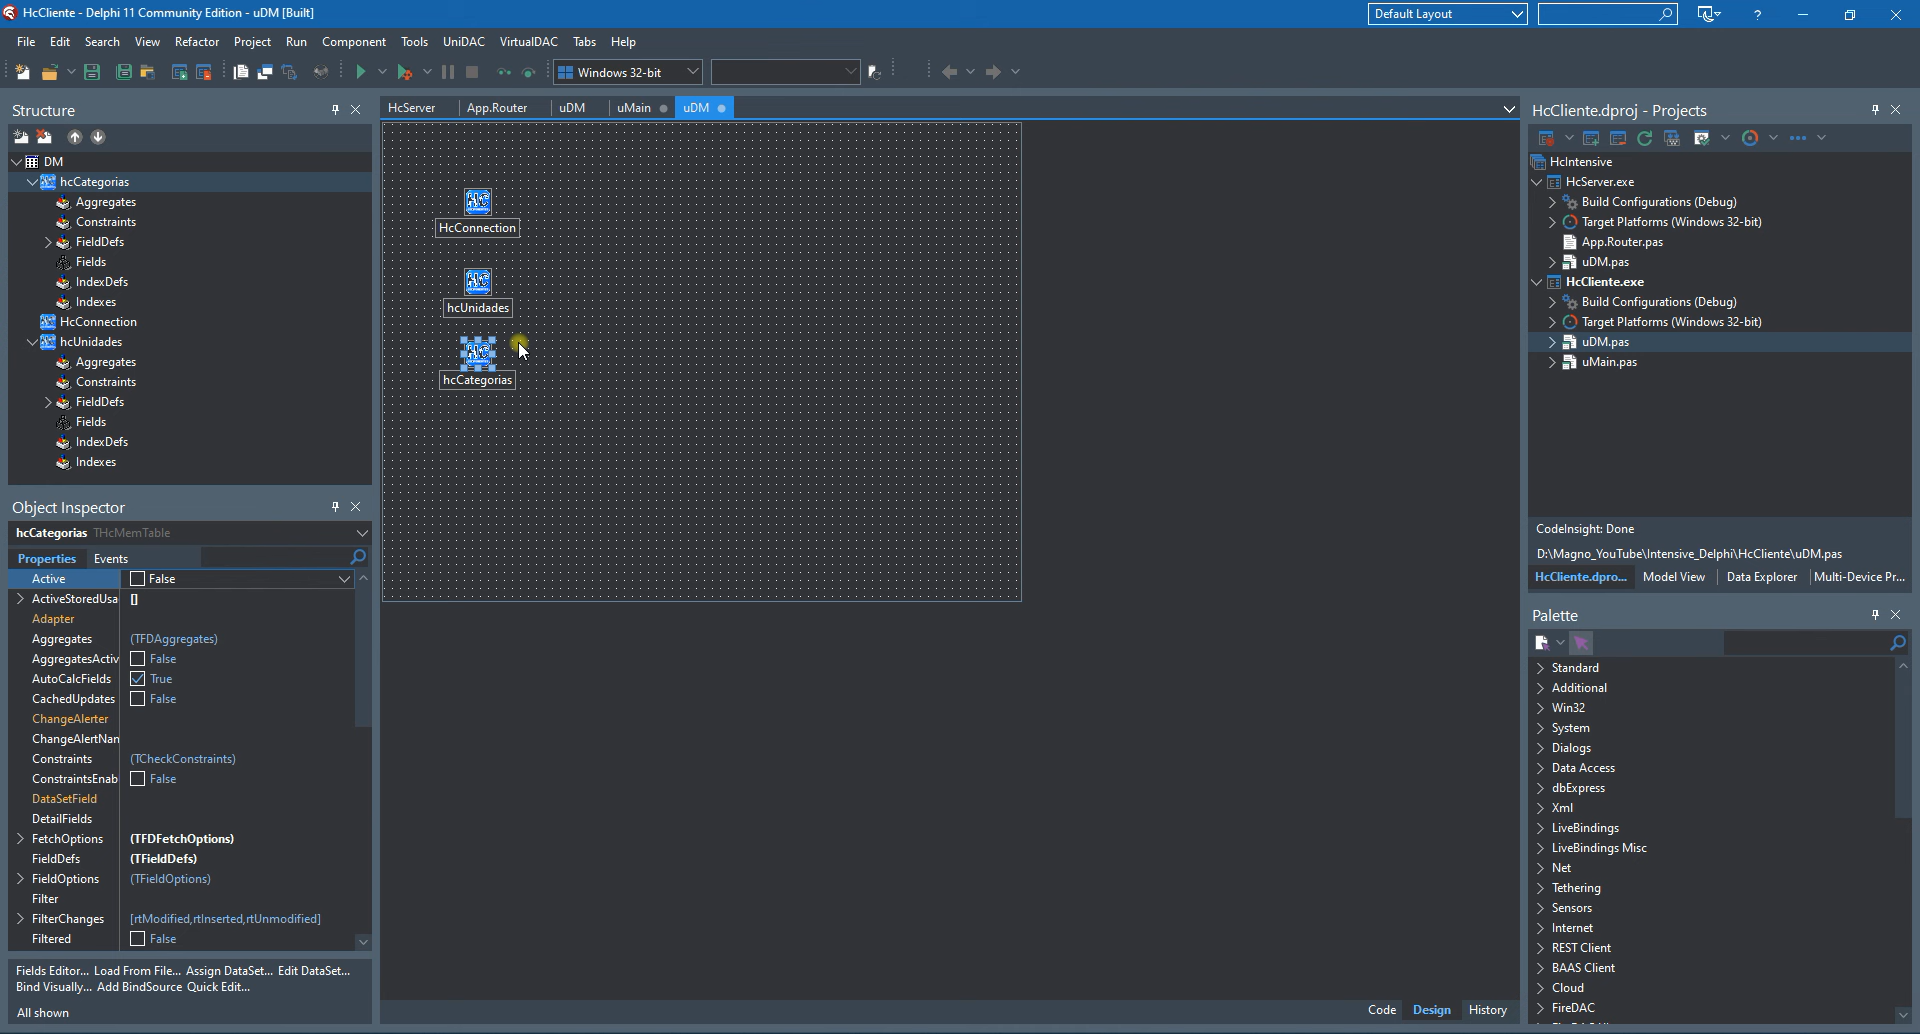 HcCliente - Delphi 11 Community Edition - uDM [Built]
Default Layout
File Edit Search View Refactor Project Run Component Tools UniDAC VirtualDAC Tabs Help
Windows 32-bit
Structure
DM
hcCategorias
Aggregates
Constraints
FieldDefs
Fields
IndexDefs
Indexes
HcConnection
hcUnidades
Aggregates
Constraints
FieldDefs
Fields
IndexDefs
Indexes
Object Inspector
hcCategorias THcMemTable
Properties Events
Active False
ActiveStoredUsa []
Adapter
Aggregates (TFDAggregates)
AggregatesActiv False
AutoCalcFields True
CachedUpdates False
ChangeAlerter
ChangeAlertNan
Constraints (TCheckConstraints)
ConstraintsEnab False
DataSetField
DetailFields
FetchOptions (TFDFetchOptions)
FieldDefs (TFieldDefs)
FieldOptions (TFieldOptions)
Filter
FilterChanges [rtModified,rtInserted,rtUnmodified]
Filtered False
Fields Editor... Load From File... Assign DataSet... Edit DataSet...
Bind Visually... Add BindSource Quick Edit...
All shown
HcServer App.Router uDM uMain uDM
HcConnection
hcUnidades
hcCategorias
Code Design History
HcCliente.dproj - Projects
HcIntensive
HcServer.exe
Build Configurations (Debug)
Target Platforms (Windows 32-bit)
App.Router.pas
uDM.pas
HcCliente.exe
Build Configurations (Debug)
Target Platforms (Windows 32-bit)
uDM.pas
uMain.pas
CodeInsight: Done
D:\Magno_YouTube\Intensive_Delphi\HcCliente\uDM.pas
HcCliente.dpro... Model View Data Explorer Multi-Device Pr...
Palette
Standard
Additional
Win32
System
Dialogs
Data Access
dbExpress
Xml
LiveBindings
LiveBindings Misc
Net
Tethering
Sensors
Internet
REST Client
BAAS Client
Cloud
FireDAC